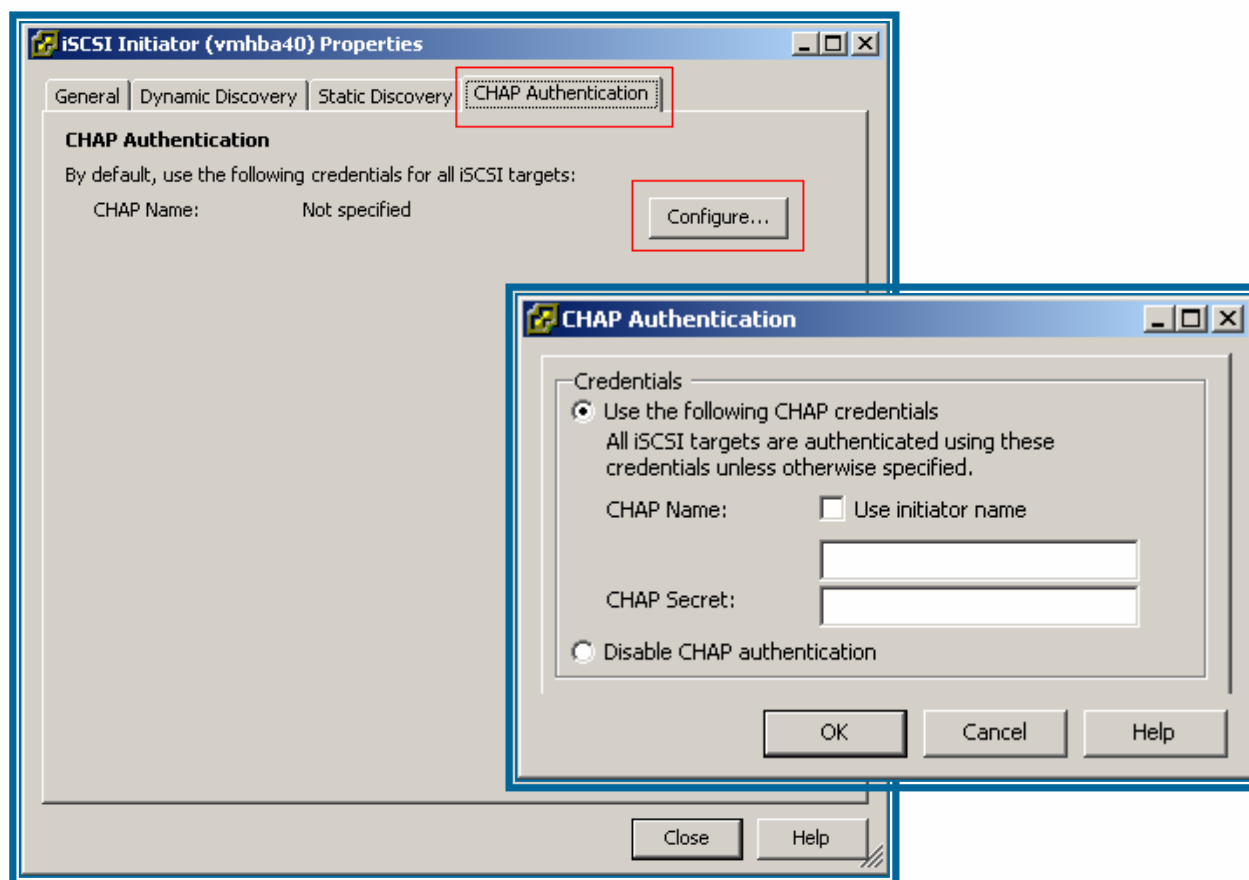 iSCSI Initiator (vmhba40) Properties
General Dynamic Discovery Static Discovery CHAP Authentication
CHAP Authentication
By default, use the following credentials for all iSCSI targets:
CHAP Name: Not specified
Configure...
CHAP Authentication
Credentials
Use the following CHAP credentials
All iSCSI targets are authenticated using these
credentials unless otherwise specified.
CHAP Name: Use initiator name
CHAP Secret:
Disable CHAP authentication
OK Cancel Help
Close Help